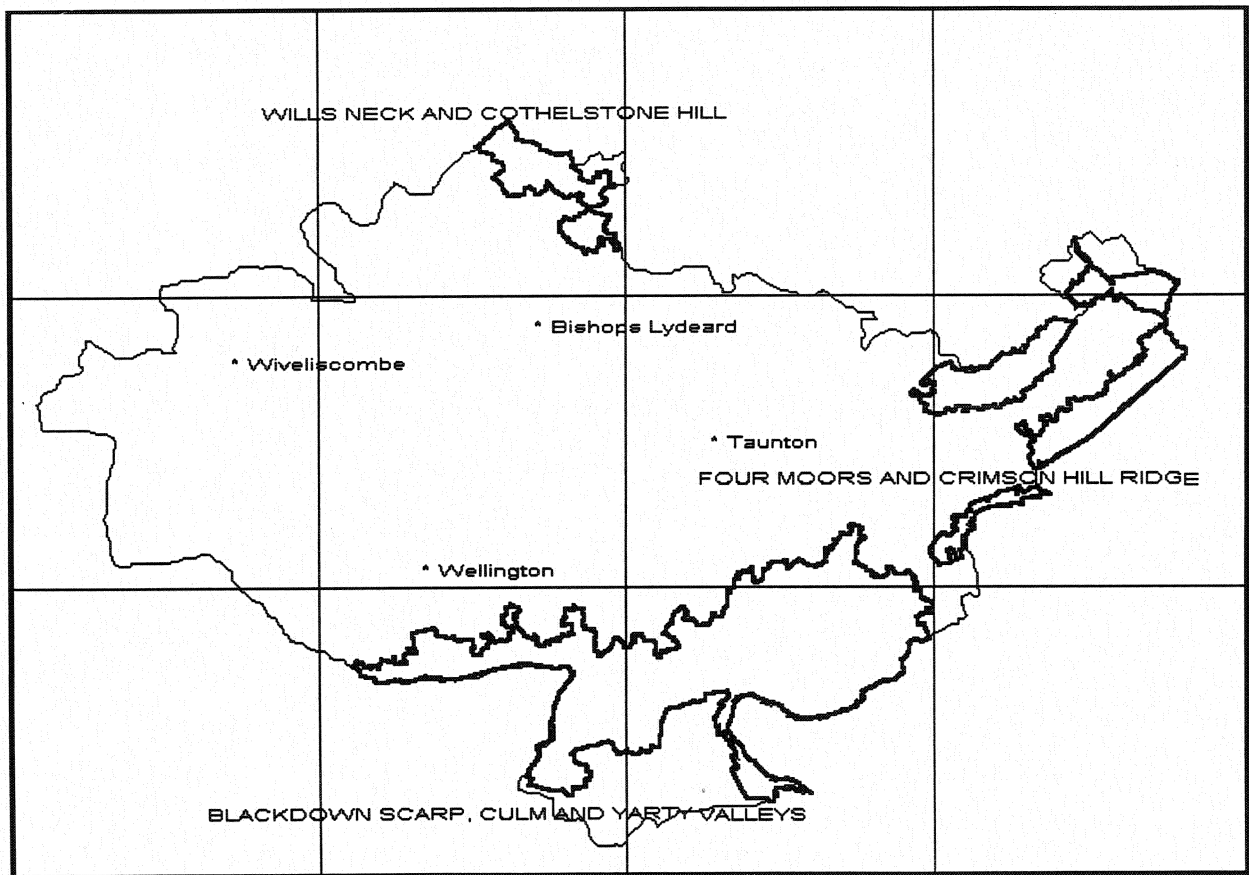 WILLS NECK AND COTHELSTONE HILL
* Bishops Lydeard
* Wiveliscombe
* Taunton
FOUR MOORS AND CRIMSON HILL RIDGE
* Wellington
BLACKDOWN SCARP, CULM AND YARTY VALLEYS